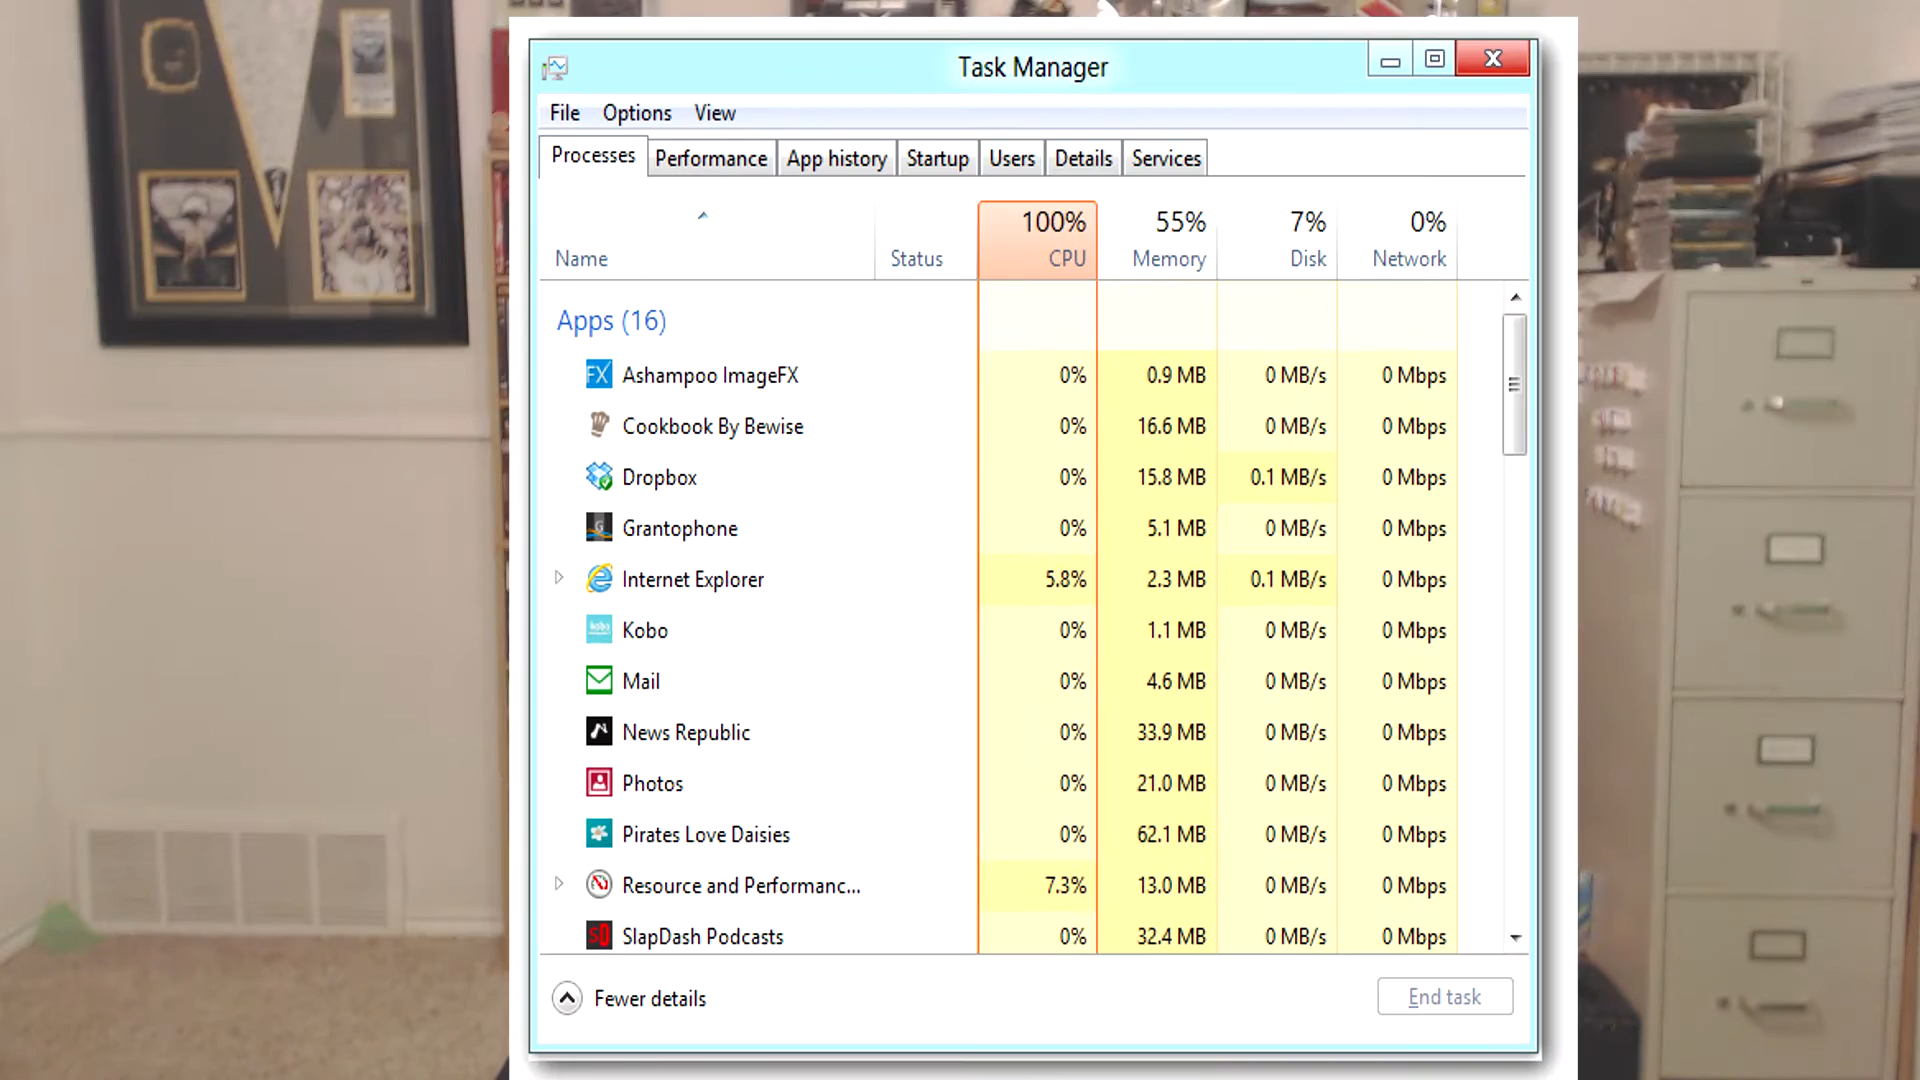 Task Manager
File Options View
Processes Performance App history Startup Users Details Services
100% 55% 7% 0%
Name Status CPU Memory Disk Network
Apps (16)
FX Ashampoo ImageFX 0% 0.9 MB 0 MB/s 0 Mbps
Cookbook By Bewise 0% 16.6 MB 0 MB/s 0 Mbps
Dropbox 0% 15.8 MB 0.1 MB/s 0 Mbps
G Grantophone 0% 5.1 MB 0 MB/s 0 Mbps
Internet Explorer 5.8% 2.3 MB 0.1 MB/s 0 Mbps
kobo Kobo 0% 1.1 MB 0 MB/s 0 Mbps
Mail 0% 4.6 MB 0 MB/s 0 Mbps
News Republic 0% 33.9 MB 0 MB/s 0 Mbps
Photos 0% 21.0 MB 0 MB/s 0 Mbps
Pirates Love Daisies 0% 62.1 MB 0 MB/s 0 Mbps
Resource and Performanc... 7.3% 13.0 MB 0 MB/s 0 Mbps
SD SlapDash Podcasts 0% 32.4 MB 0 MB/s 0 Mbps
Fewer details End task